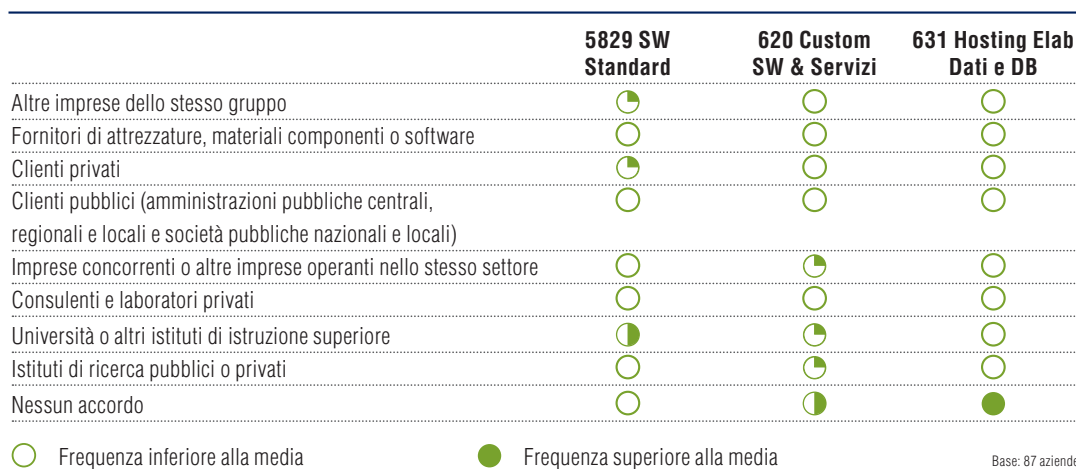 5829 SW 620 Custom 631 Hosting Elab
Standard SW & Servizi Dati e DB
Altre imprese dello stesso gruppo
Fornitori di attrezzature, materiali componenti o software
Clienti privati
Clienti pubblici (amministrazioni pubbliche centrali,
regionali e locali e società pubbliche nazionali e locali)
Imprese concorrenti o altre imprese operanti nello stesso settore
Consulenti e laboratori privati
Università o altri istituti di istruzione superiore
Istituti di ricerca pubblici o privati
Nessun accordo
Frequenza inferiore alla media Frequenza superiore alla media Base: 87 aziende